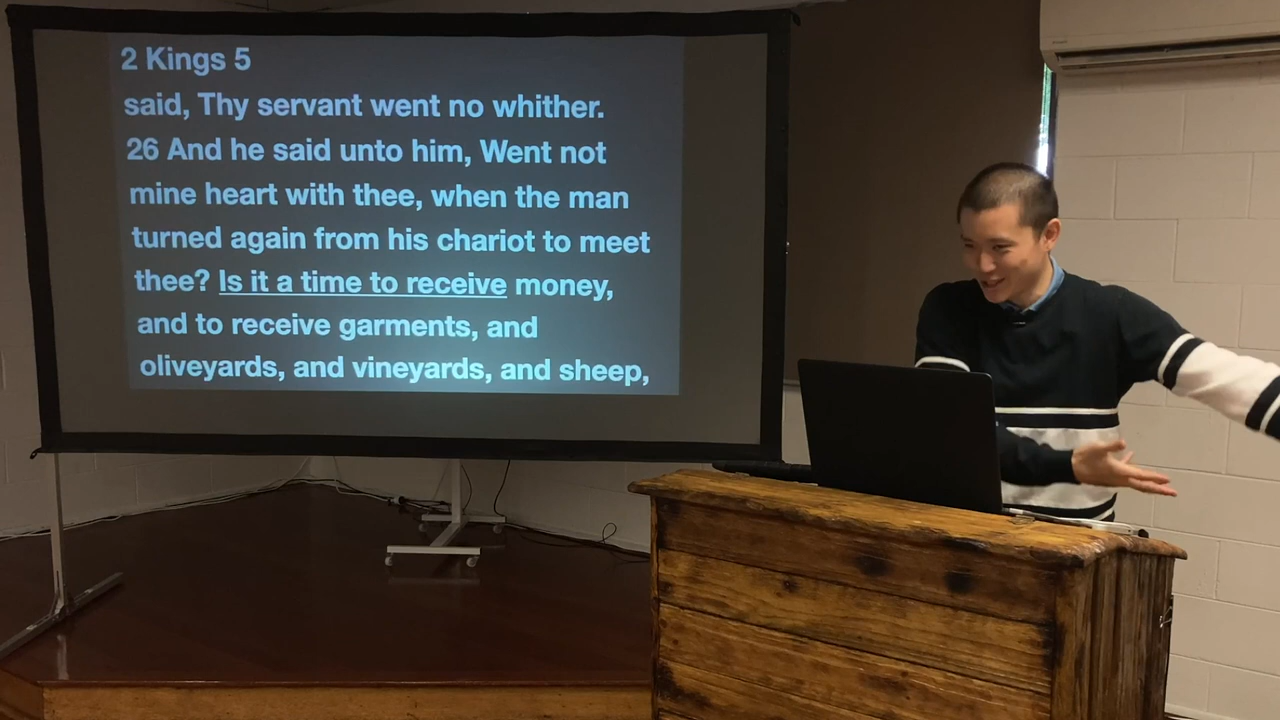 2 Kings 5
said, Thy servant went no whither.
26 And he said unto him, Went not
mine heart with thee, when the man
turned again from his chariot to meet
thee? Is it a time to receive money,
and to receive garments, and
oliveyards, and vineyards, and sheep,